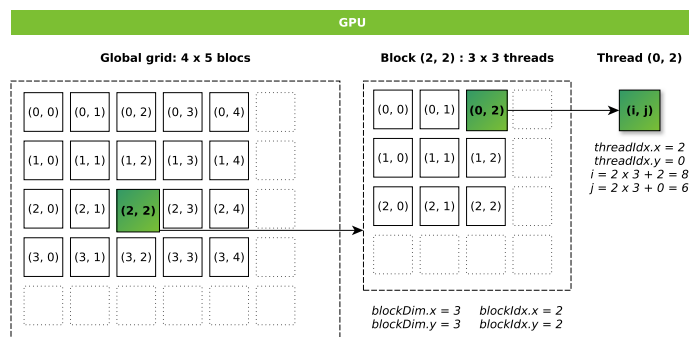 GPU
Global grid: 4 x 5 blocs
Block (2, 2) : 3 x 3 threads
Thread (0, 2)
(0, 0) (0, 1) (0, 2) (0, 3) (0, 4)
(1, 0) (1, 1) (1, 2) (1, 3) (1, 4)
(2, 0) (2, 1) (2, 2) (2, 3) (2, 4)
(3, 0) (3, 1) (3, 2) (3, 3) (3, 4)
(0, 0) (0, 1) (0, 2)
(1, 0) (1, 1) (1, 2)
(2, 0) (2, 1) (2, 2)
blockDim.x = 3 blockIdx.x = 2
blockDim.y = 3 blockIdx.y = 2
(i, j)
threadIdx.x = 2
threadIdx.y = 0
i = 2 x 3 + 2 = 8
j = 2 x 3 + 0 = 6